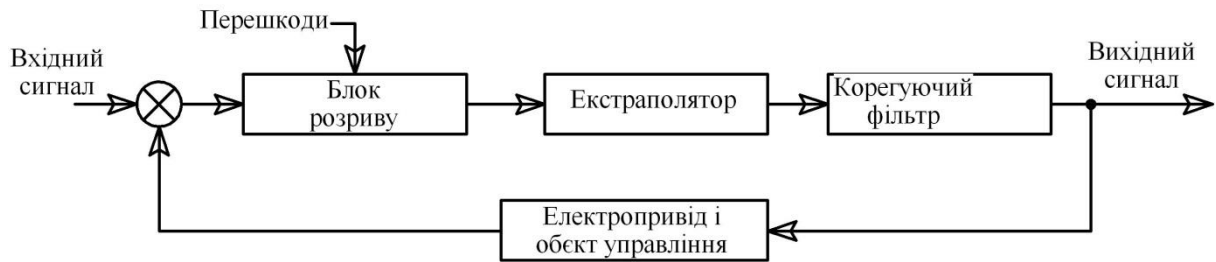 Перешкоди
Вхідний
сигнал
Блок
розриву
Екстраполятор
Корегуючий
фільтр
Вихідний
сигнал
Електропривід і
обєкт управління